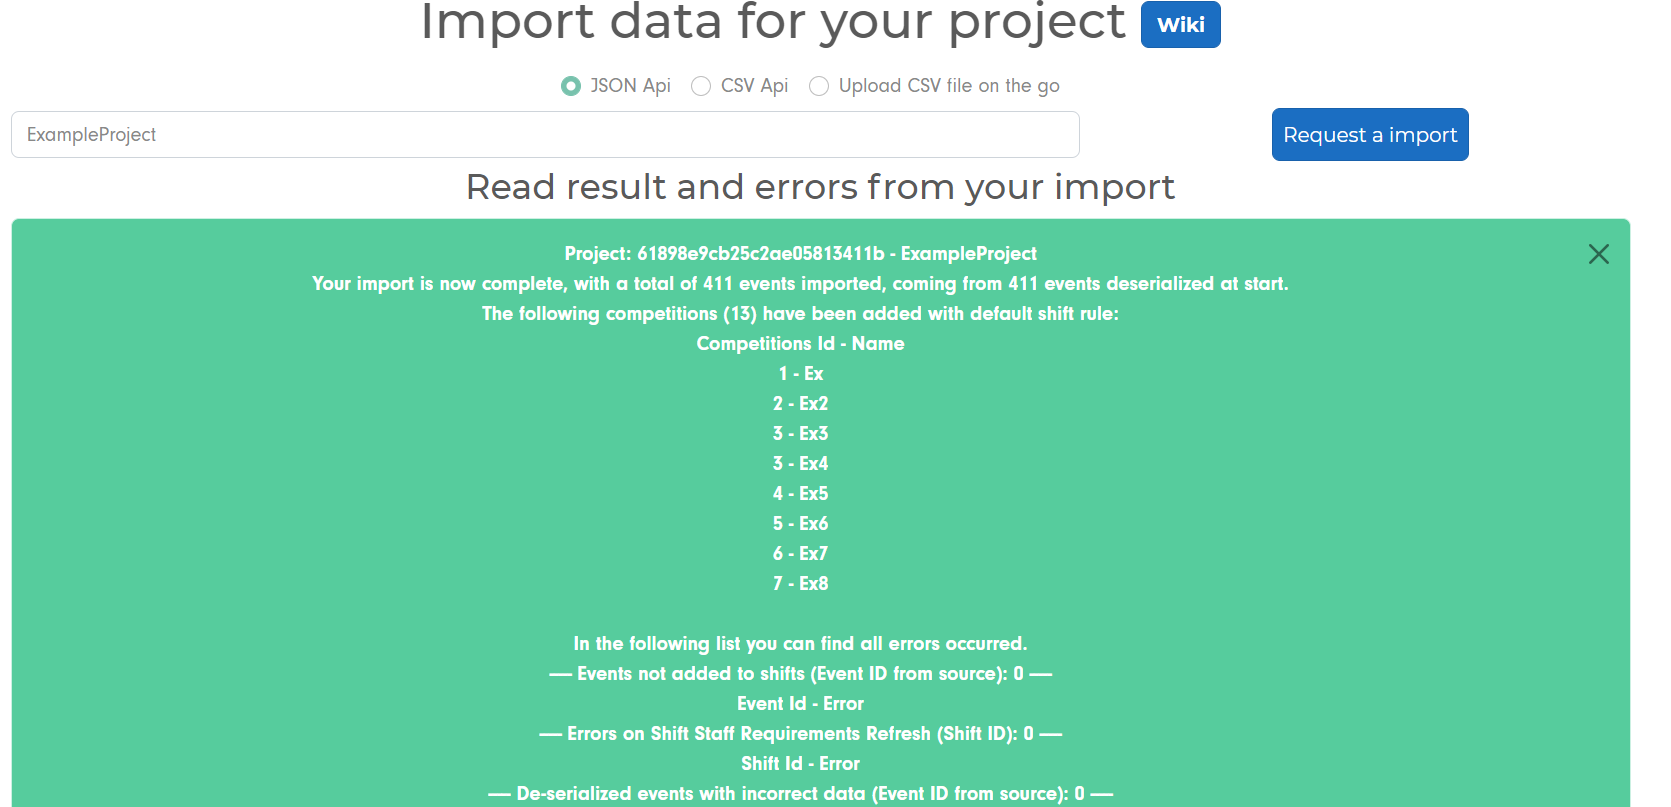 Import data for your project Wiki
JSON Api CSV Api Upload CSV file on the go
ExampleProject Request a import
Read result and errors from your import
Project: 61898e9cb25c2ae05813411b - ExampleProject
Your import is now complete, with a total of 411 events imported, coming from 411 events deserialized at start.
The following competitions (13) have been added with default shift rule:
Competitions Id - Name
1 - Ex
2 - Ex2
3 - Ex3
3 - Ex4
4 - Ex5
5 - Ex6
6 - Ex7
7 - Ex8
In the following list you can find all errors occurred.
— Events not added to shifts (Event ID from source): 0 —
Event Id - Error
— Errors on Shift Staff Requirements Refresh (Shift ID): 0 —
Shift Id - Error
— De-serialized events with incorrect data (Event ID from source): 0 —